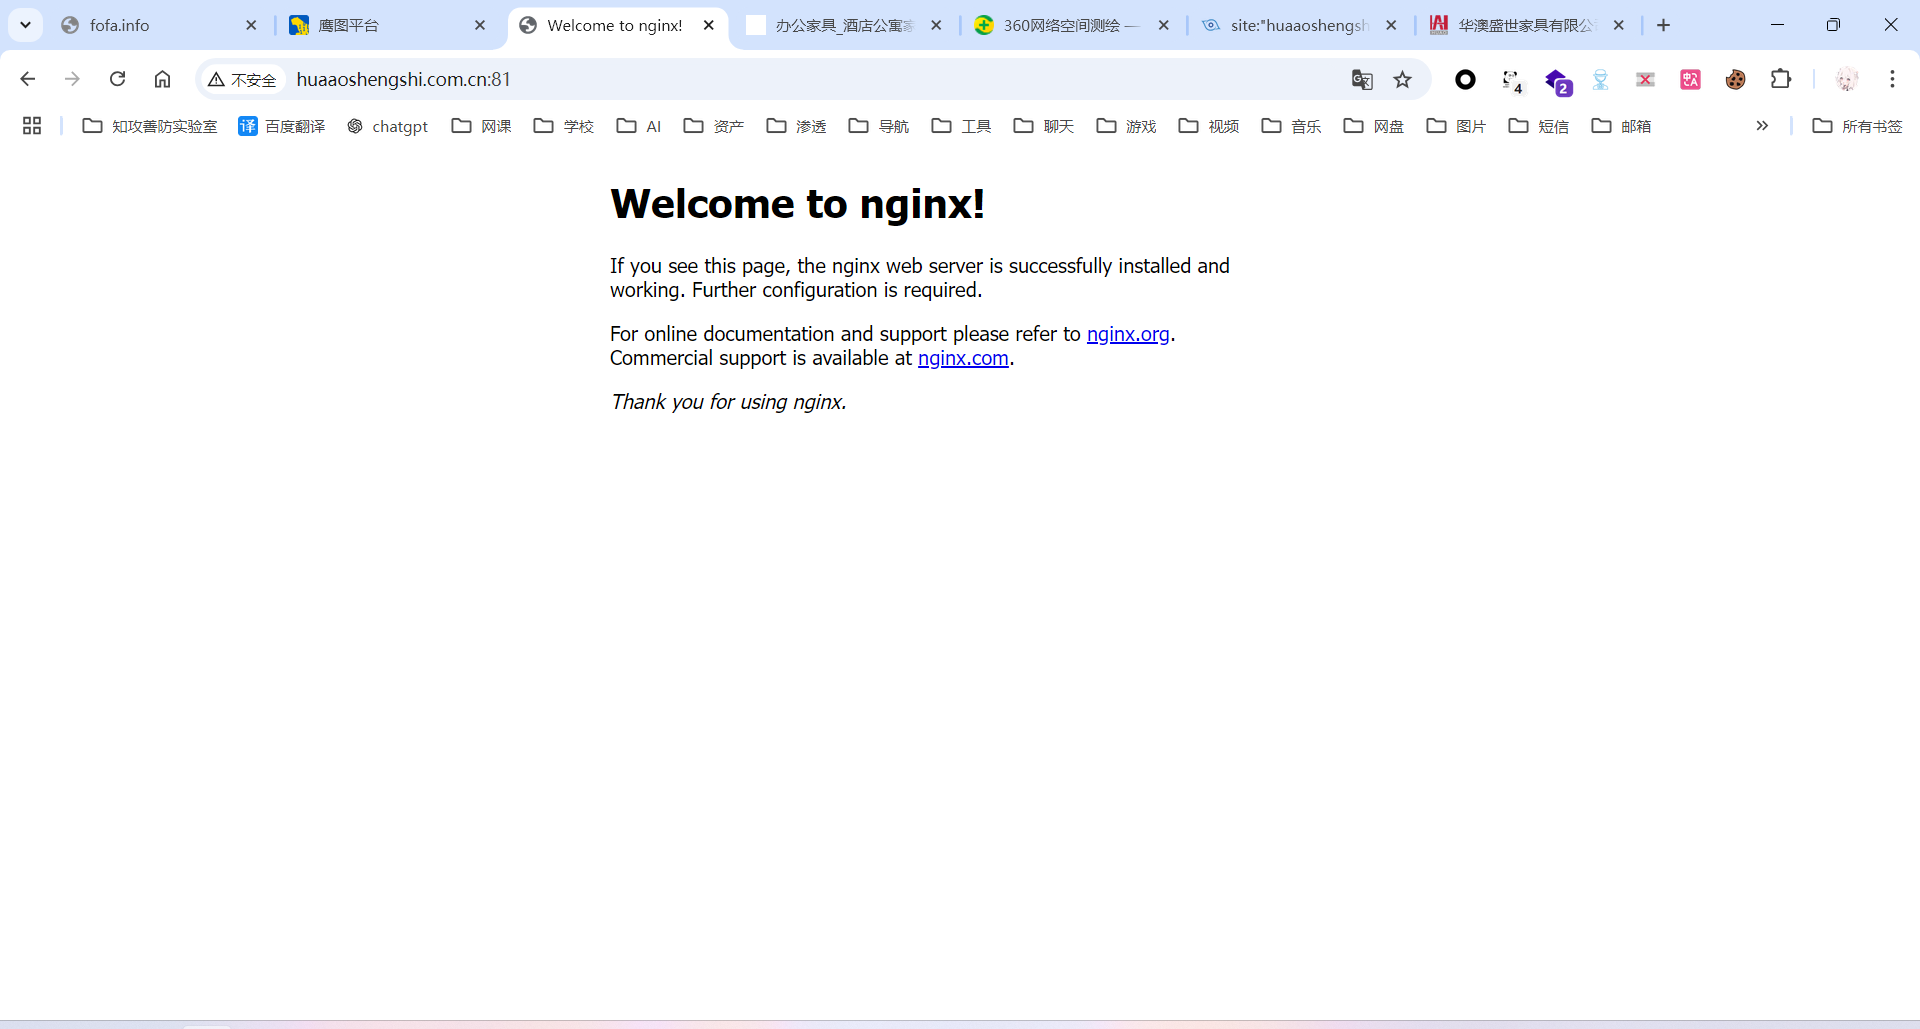 fofa.info
鹰图平台
Welcome to nginx!
办公家具_酒店公寓家
360网络空间测绘 —
site:"huaaoshengsh
华澳盛世家具有限公司
不安全
huaaoshengshi.com.cn:81
4
2
知攻善防实验室
译 百度翻译
chatgpt
网课
学校
AI
资产
渗透
导航
工具
聊天
游戏
视频
音乐
网盘
图片
短信
邮箱
所有书签
Welcome to nginx!
If you see this page, the nginx web server is successfully installed and
working. Further configuration is required.
For online documentation and support please refer to nginx.org.
Commercial support is available at nginx.com.
Thank you for using nginx.